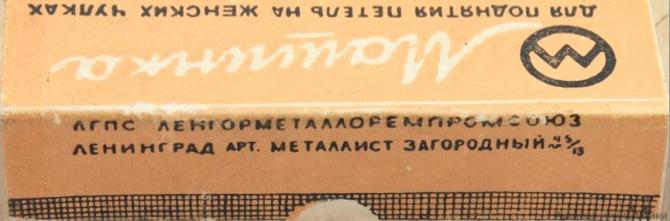 Машинка
ДЛЯ ПОДНЯТИЯ ПЕТЕЛЬ НА ЖЕНСКИХ ЧУЛКАХ
ЛГПС ЛЕНГОРМЕТАЛЛОРЕМПРОМСОЮЗ
ЛЕНИНГРАД АРТ. МЕТАЛЛИСТ ЗАГОРОДНЫЙ